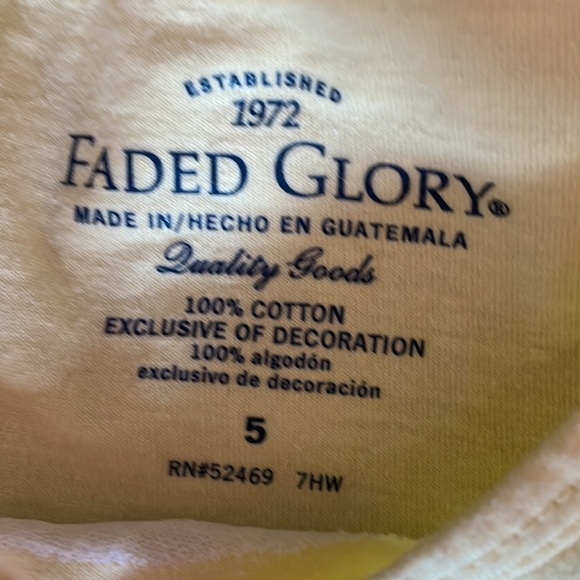 ESTABLISHED
1972
FADED GLORY®
MADE IN/HECHO EN GUATEMALA
Quality Goods
100% COTTON
EXCLUSIVE OF DECORATION
100% algodón
exclusivo de decoración
5
RN#52469 7HW